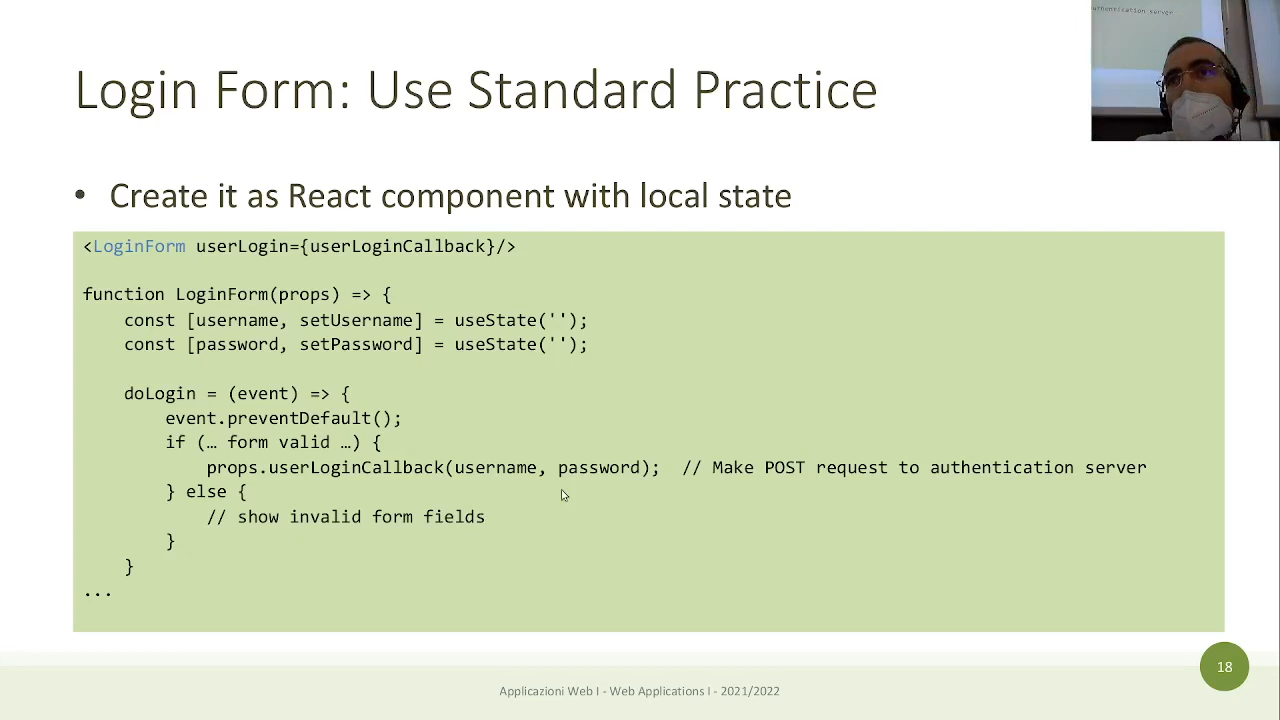 authentication server
Login Form: Use Standard Practice
• Create it as React component with local state
<LoginForm userLogin={userLoginCallback}/>
function LoginForm(props) => {
    const [username, setUsername] = useState('');
    const [password, setPassword] = useState('');
    doLogin = (event) => {
        event.preventDefault();
        if (… form valid …) {
            props.userLoginCallback(username, password);  // Make POST request to authentication server
        } else {
            // show invalid form fields
        }
    }
...
18
Applicazioni Web I - Web Applications I - 2021/2022